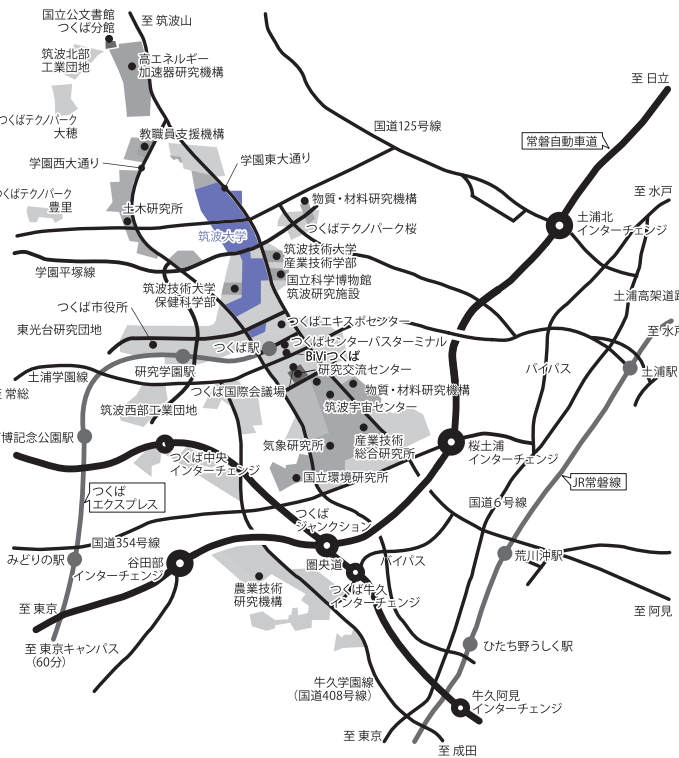 国立公文書館
つくば分館
至 筑波山
筑波北部
工業団地
高エネルギー
加速器研究機構
至 日立
つくばテクノパーク
大穂
教職員支援機構
国道125号線
常磐自動車道
学園西大通り
学園東大通り
つくばテクノパーク
豊里
土木研究所
物質・材料研究機構
至 水戸
筑波大学
つくばテクノパーク桜
土浦北
インターチェンジ
学園平塚線
筑波技術大学
産業技術学部
筑波技術大学
保健科学部
国立科学博物館
筑波研究施設
土浦高架道路
つくば市役所
東光台研究団地
つくばエキスポセンター
至 水戸
つくば駅
つくばセンターバスターミナル
BiViつくば
研究学園駅
研究交流センター
バイパス
土浦駅
土浦学園線
至 常総
つくば国際会議場
物質・材料研究機構
筑波西部工業団地
筑波宇宙センター
博記念公園駅
気象研究所
産業技術
総合研究所
つくば中央
インターチェンジ
桜土浦
インターチェンジ
国立環境研究所
つくば
エクスプレス
JR常磐線
国道6号線
つくば
ジャンクション
国道354号線
みどりの駅
谷田部
インターチェンジ
圏央道
バイパス
荒川沖駅
農業技術
研究機構
つくば牛久
インターチェンジ
至 東京
至 阿見
至 東京キャンパス
(60分)
ひたち野うしく駅
牛久学園線
(国道408号線)
牛久阿見
インターチェンジ
至 東京
至 成田